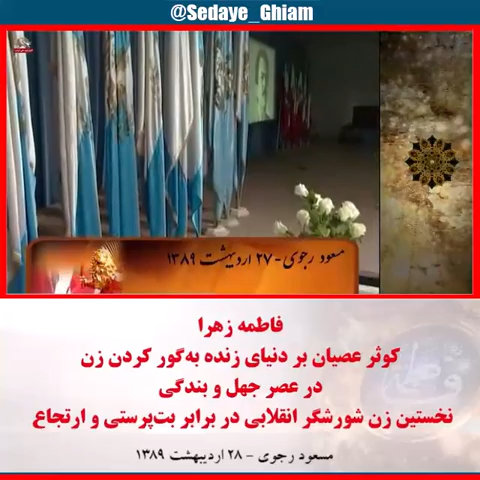 @Sedaye_Ghiam
مسعود رجوی - ۲۷ اردیبهشت ۱۳۸۹
فاطمه زهرا
کوثر عصیان بر دنیای زنده به‌گور کردن زن
در عصر جهل و بندگی
نخستین زن شورشگر انقلابی در برابر بت‌پرستی و ارتجاع
مسعود رجوی - ۲۸ اردیبهشت ۱۳۸۹